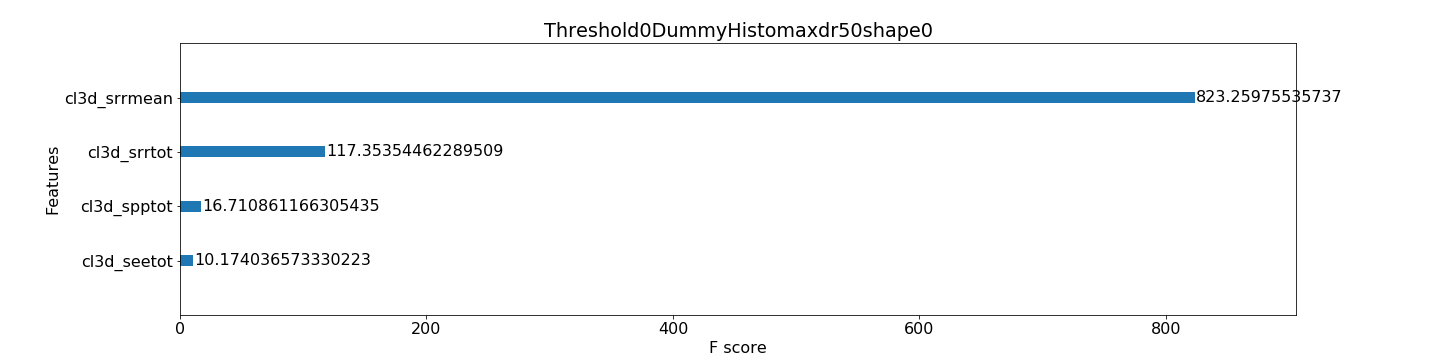 Threshold0DummyHistomaxdr50shape0
Features
cl3d_srrmean 823.25975535737
cl3d_srrtot 117.35354462289509
cl3d_spptot 16.710861166305435
cl3d_seetot 10.174036573330223
0 200 400 600 800
F score